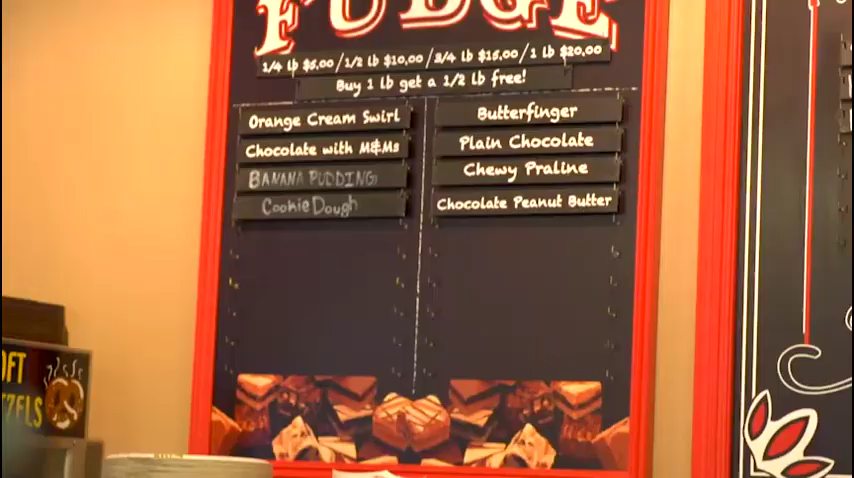 FUDGE
1/4 lb $5.00/1/2 lb $10.00/3/4 lb $15.00/1 lb $20.00
Buy 1 lb get a 1/2 lb free!
Orange Cream Swirl
Chocolate with M&Ms
BANANA PUDDING
Cookie Dough
Butterfinger
Plain Chocolate
Chewy Praline
Chocolate Peanut Butter